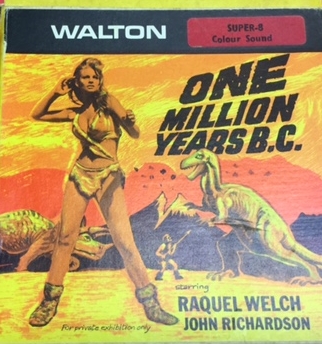 WALTON
SUPER-8
Colour Sound
ONE
MILLION
YEARS B.C.
starring
RAQUEL WELCH
JOHN RICHARDSON
For private exhibition only